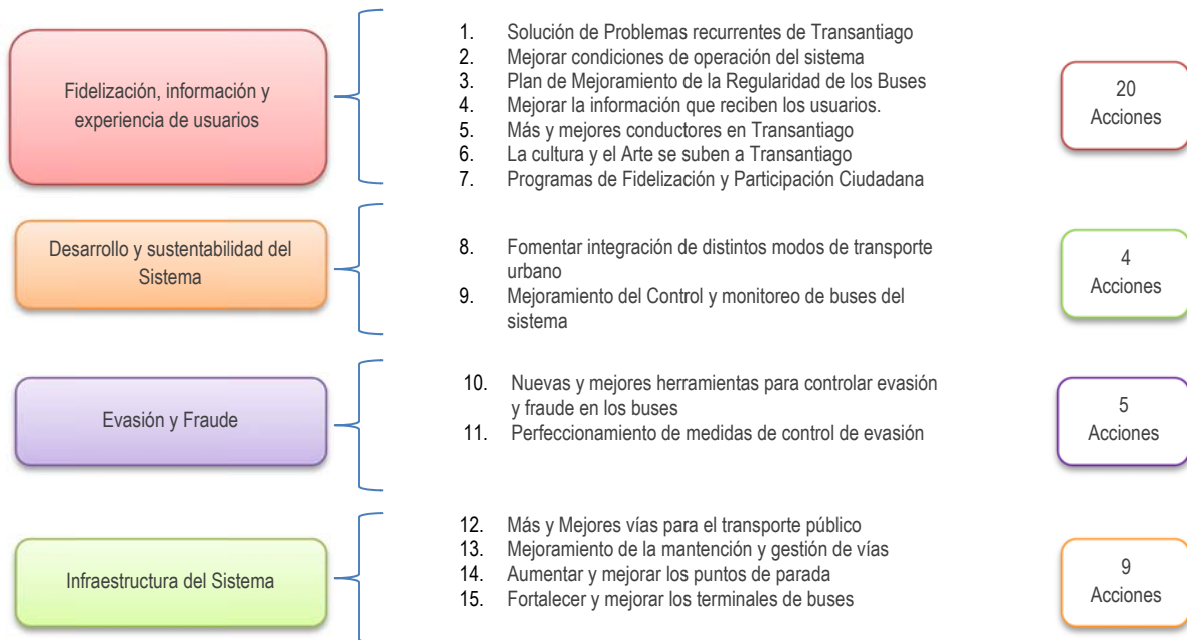 Fidelización, información y
experiencia de usuarios
1. Solución de Problemas recurrentes de Transantiago
2. Mejorar condiciones de operación del sistema
3. Plan de Mejoramiento de la Regularidad de los Buses
4. Mejorar la información que reciben los usuarios.
5. Más y mejores conductores en Transantiago
6. La cultura y el Arte se suben a Transantiago
7. Programas de Fidelización y Participación Ciudadana
20
Acciones
Desarrollo y sustentabilidad del
Sistema
8. Fomentar integración de distintos modos de transporte
urbano
9. Mejoramiento del Control y monitoreo de buses del
sistema
4
Acciones
Evasión y Fraude
10. Nuevas y mejores herramientas para controlar evasión
y fraude en los buses
11. Perfeccionamiento de medidas de control de evasión
5
Acciones
Infraestructura del Sistema
12. Más y Mejores vías para el transporte público
13. Mejoramiento de la mantención y gestión de vías
14. Aumentar y mejorar los puntos de parada
15. Fortalecer y mejorar los terminales de buses
9
Acciones